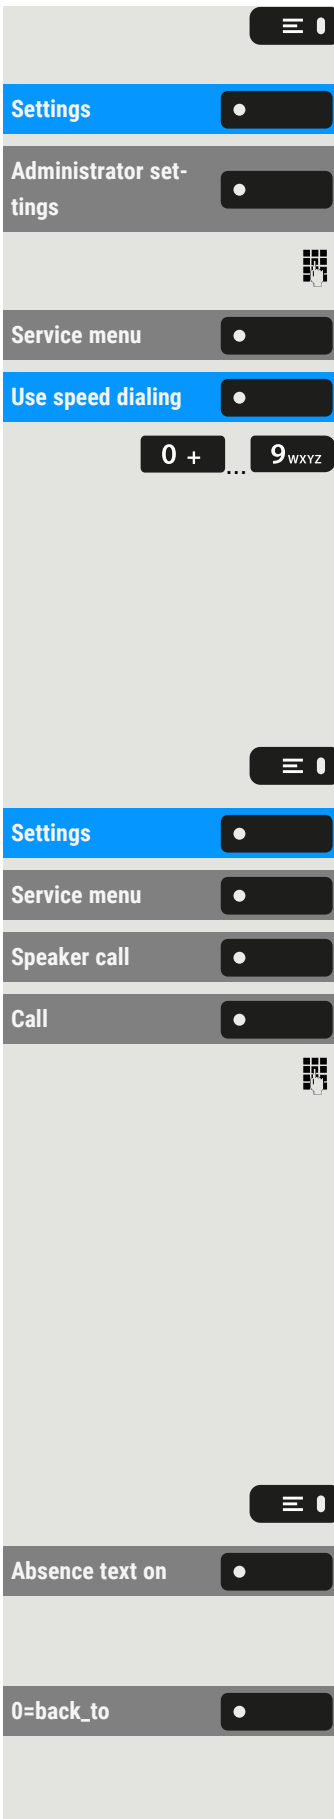 Settings
Administrator set-
tings
Service menu
Use speed dialing
0 + ... 9 WXYZ
Settings
Service menu
Speaker call
Call
Absence text on
0=back_to